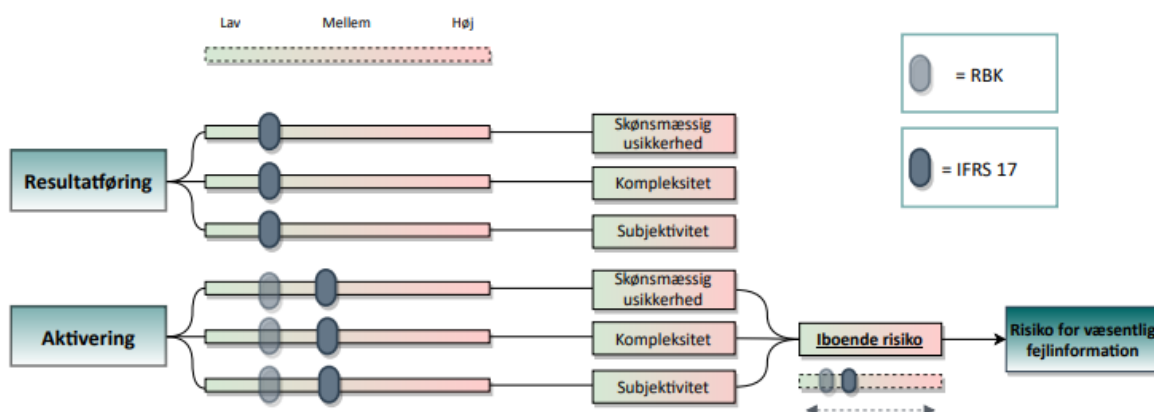 Lav Mellem Høj
= RBK
= IFRS 17
Resultatføring
Skønsmæssig
usikkerhed
Kompleksitet
Subjektivitet
Aktivering
Skønsmæssig
usikkerhed
Kompleksitet
Subjektivitet
Iboende risiko
Risiko for væsentlig
fejlinformation